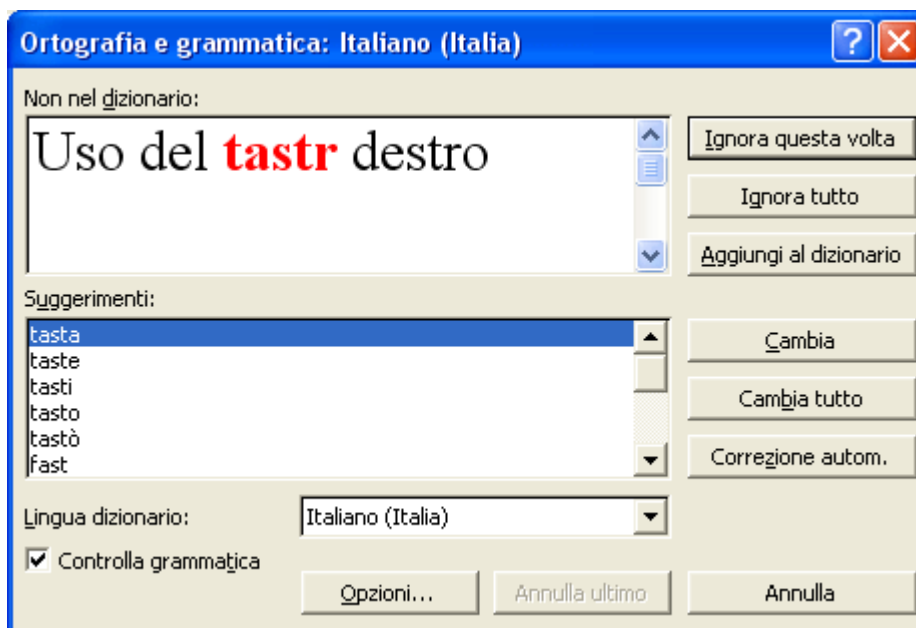 Ortografia e grammatica: Italiano (Italia)
Non nel dizionario:
Uso del tastr destro
Ignora questa volta
Ignora tutto
Aggiungi al dizionario
Suggerimenti:
tasta
taste
tasti
tasto
tastò
fast
Cambia
Cambia tutto
Correzione autom.
Lingua dizionario:
Italiano (Italia)
Controlla grammatica
Opzioni...
Annulla ultimo
Annulla